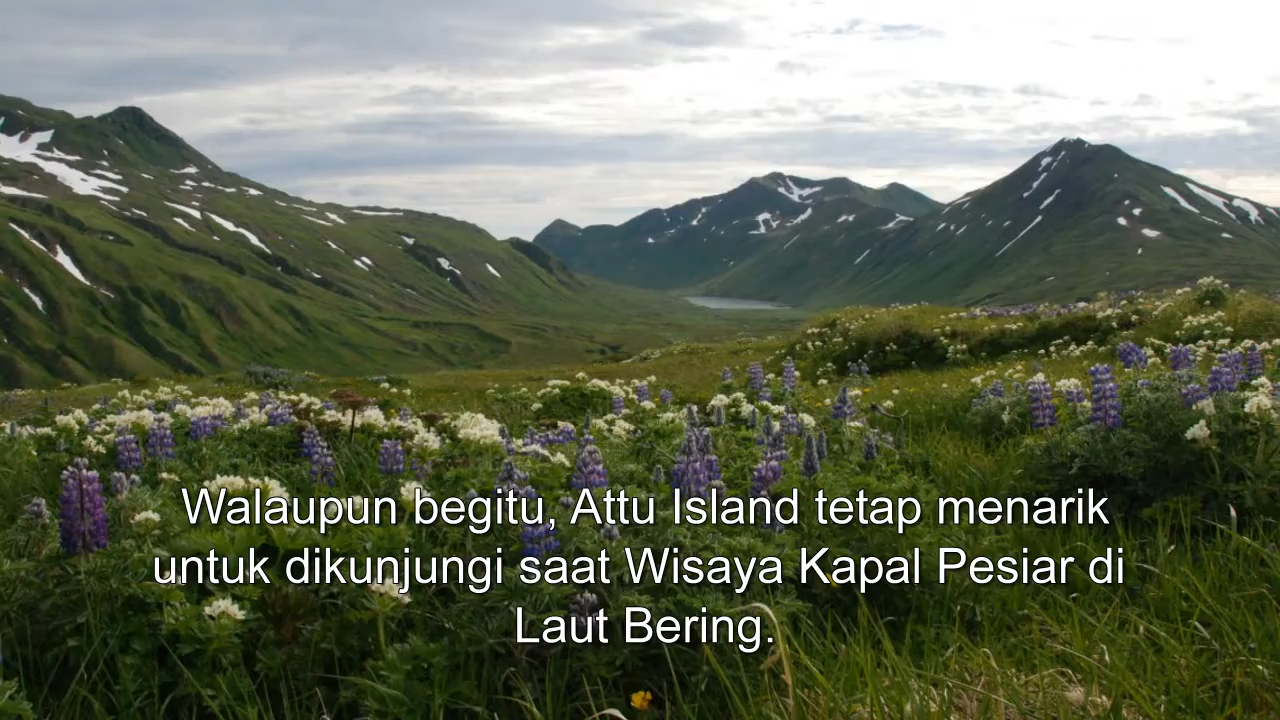 Walaupun begitu, Attu Island tetap menarik
untuk dikunjungi saat Wisaya Kapal Pesiar di
Laut Bering.